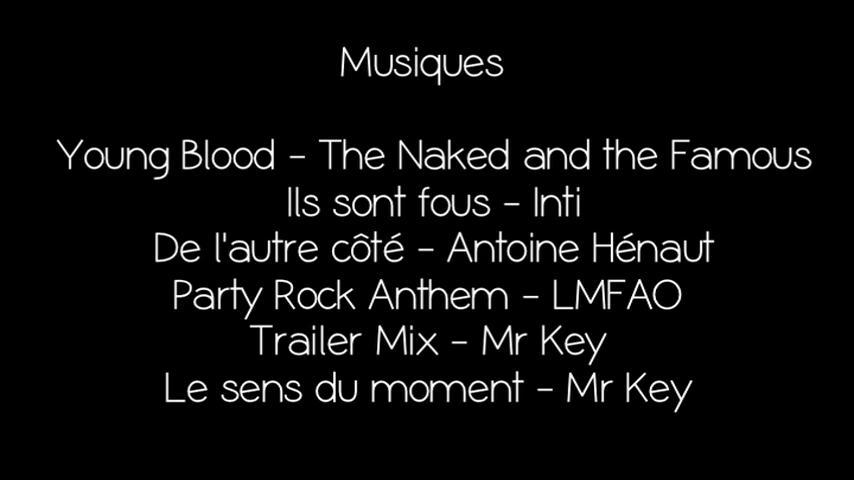 Musiques
Young Blood - The Naked and the Famous
Ils sont fous - Inti
De l'autre côté - Antoine Hénaut
Party Rock Anthem - LMFAO
Trailer Mix - Mr Key
Le sens du moment - Mr Key